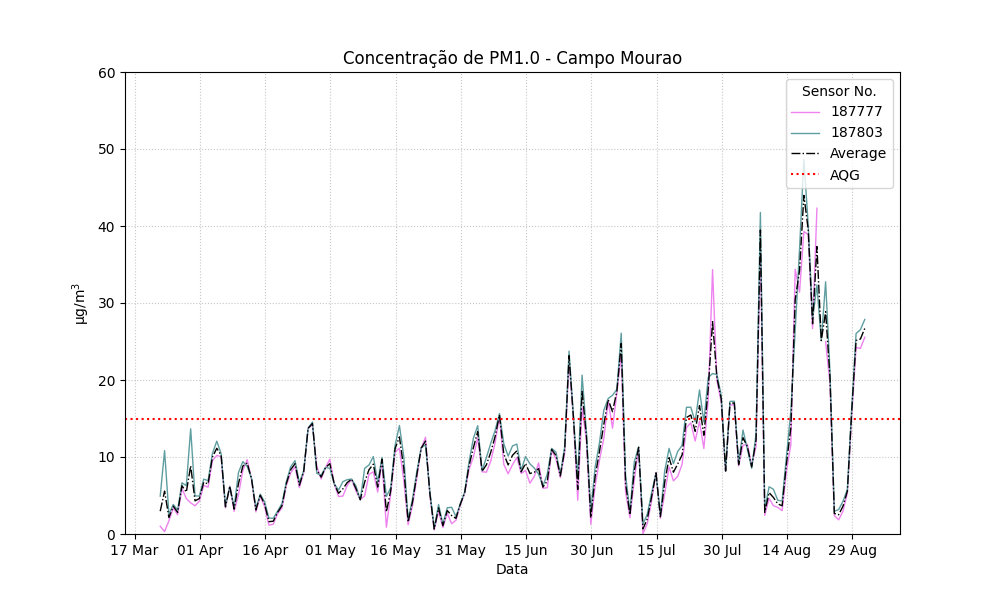 Concentração de PM1.0 - Campo Mourao
Sensor No.
187777
187803
Average
AQG
60
50
40
30
20
10
0
µg/m³
17 Mar 01 Apr 16 Apr 01 May 16 May 31 May 15 Jun 30 Jun 15 Jul 30 Jul 14 Aug 29 Aug
Data